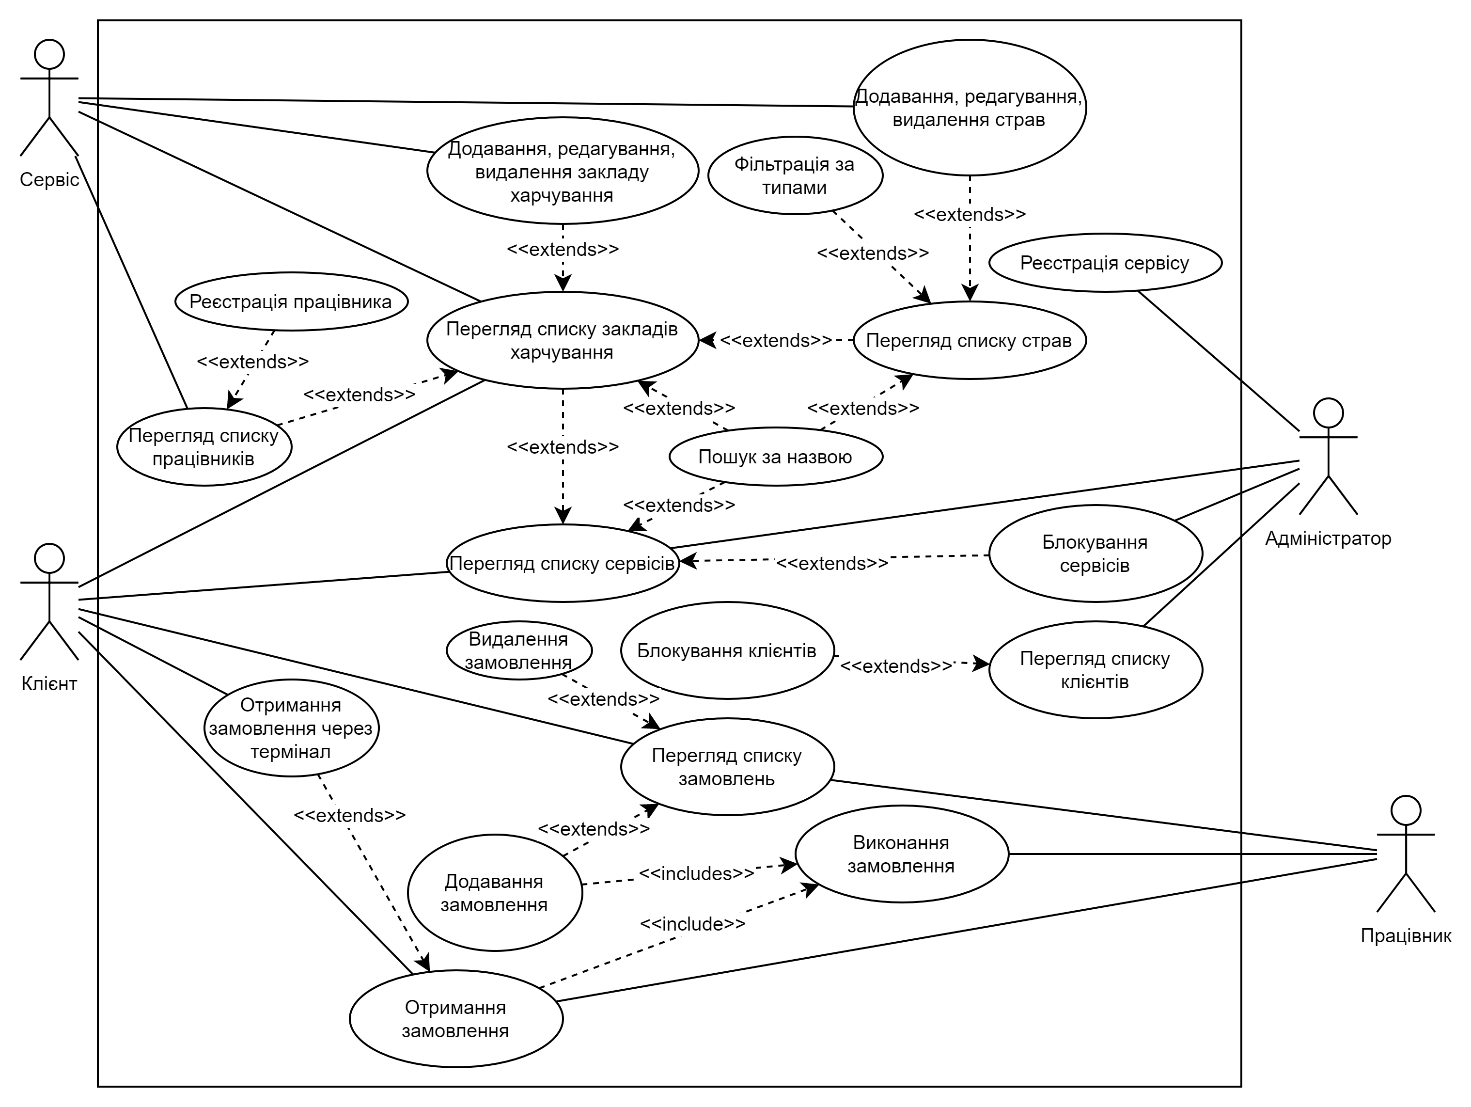 Сервіс
Додавання, редагування,
видалення страв
Додавання, редагування,
видалення закладу
харчування
Фільтрація за
типами
<<extends>>
<<extends>>
<<extends>>
Реєстрація сервісу
Реєстрація працівника
Перегляд списку закладів
харчування
<<extends>>
Перегляд списку страв
<<extends>>
<<extends>>
<<extends>>
<<extends>>
Перегляд списку
працівників
<<extends>>
Пошук за назвою
<<extends>>
Адміністратор
Перегляд списку сервісів
<<extends>>
Блокування
сервісів
Клієнт
Видалення
замовлення
Блокування клієнтів
<<extends>>
Перегляд списку
клієнтів
<<extends>>
Отримання
замовлення через
термінал
Перегляд списку
замовлень
<<extends>>
<<extends>>
Виконання
замовлення
<<includes>>
Додавання
замовлення
<<include>>
Працівник
Отримання
замовлення